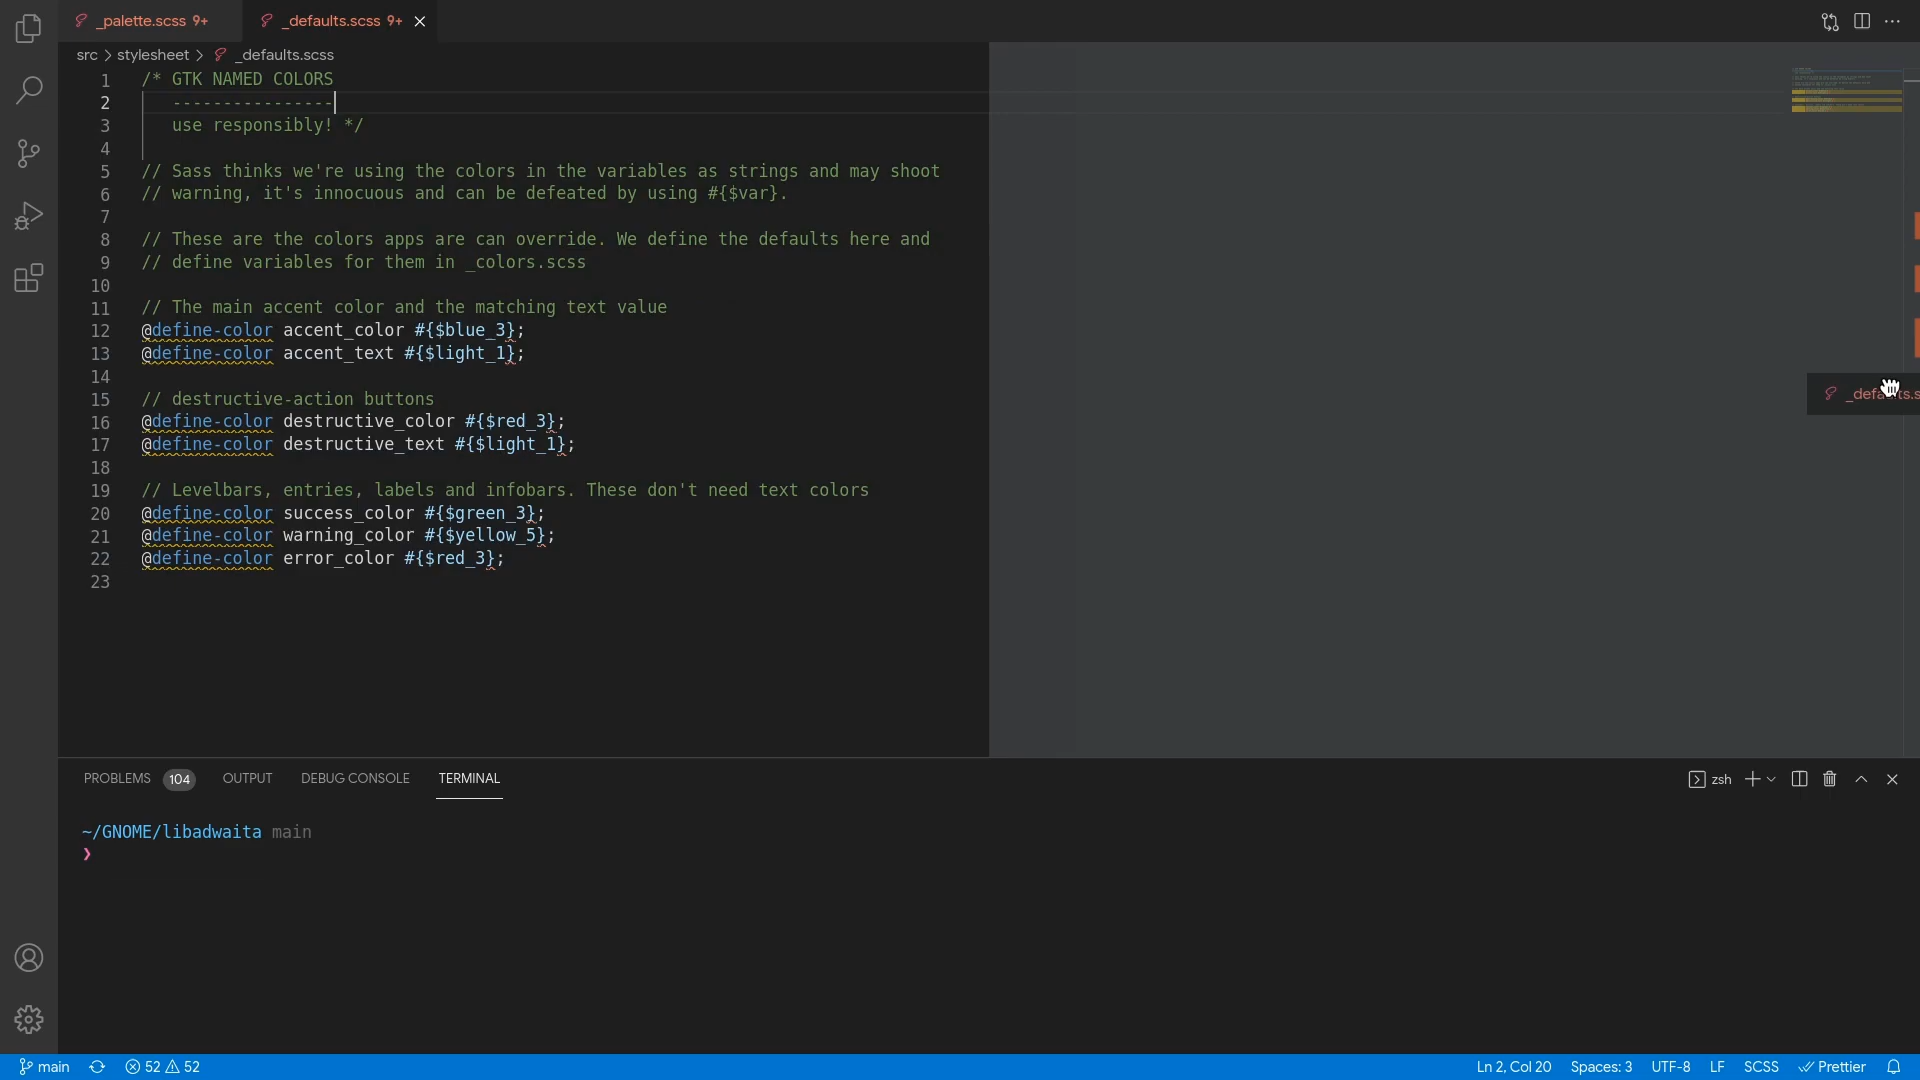 _palette.scss 9+
_defaults.scss 9+
src > stylesheet > _defaults.scss
1 /* GTK NAMED COLORS
2 ----------------
3 use responsibly! */
4
5 // Sass thinks we're using the colors in the variables as strings and may shoot
6 // warning, it's innocuous and can be defeated by using #{$var}.
7
8 // These are the colors apps are can override. We define the defaults here and
9 // define variables for them in _colors.scss
10
11 // The main accent color and the matching text value
12 @define-color accent_color #{$blue_3};
13 @define-color accent_text #{$light_1};
14
15 // destructive-action buttons
16 @define-color destructive_color #{$red_3};
17 @define-color destructive_text #{$light_1};
18
19 // Levelbars, entries, labels and infobars. These don't need text colors
20 @define-color success_color #{$green_3};
21 @define-color warning_color #{$yellow_5};
22 @define-color error_color #{$red_3};
23
PROBLEMS 104 OUTPUT DEBUG CONSOLE TERMINAL
zsh
~/GNOME/libadwaita main
❯
main 52 52
Ln 2, Col 20 Spaces: 3 UTF-8 LF SCSS Prettier